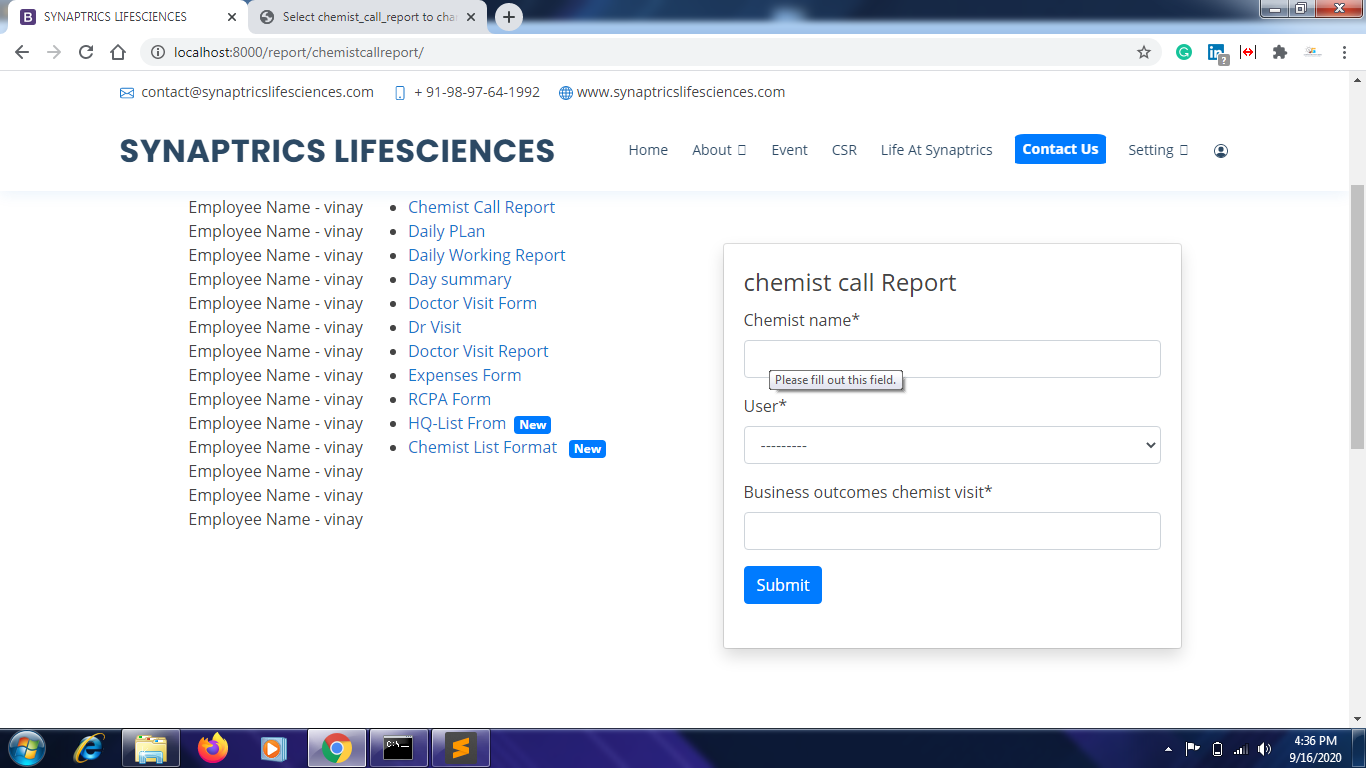 SYNAPTRICS LIFESCIENCES
Select chemist_call_report to cha
localhost:8000/report/chemistcallreport/
contact@synaptricslifesciences.com
+ 91-98-97-64-1992
www.synaptricslifesciences.com
SYNAPTRICS LIFESCIENCES
Home
About
Event
CSR
Life At Synaptrics
Contact Us
Setting
Employee Name - vinay
Employee Name - vinay
Employee Name - vinay
Employee Name - vinay
Employee Name - vinay
Employee Name - vinay
Employee Name - vinay
Employee Name - vinay
Employee Name - vinay
Employee Name - vinay
Employee Name - vinay
Employee Name - vinay
Employee Name - vinay
Employee Name - vinay
Chemist Call Report
Daily PLan
Daily Working Report
Day summary
Doctor Visit Form
Dr Visit
Doctor Visit Report
Expenses Form
RCPA Form
HQ-List From New
Chemist List Format New
chemist call Report
Chemist name*
Please fill out this field.
User*
---------
Business outcomes chemist visit*
Submit
4:36 PM
9/16/2020